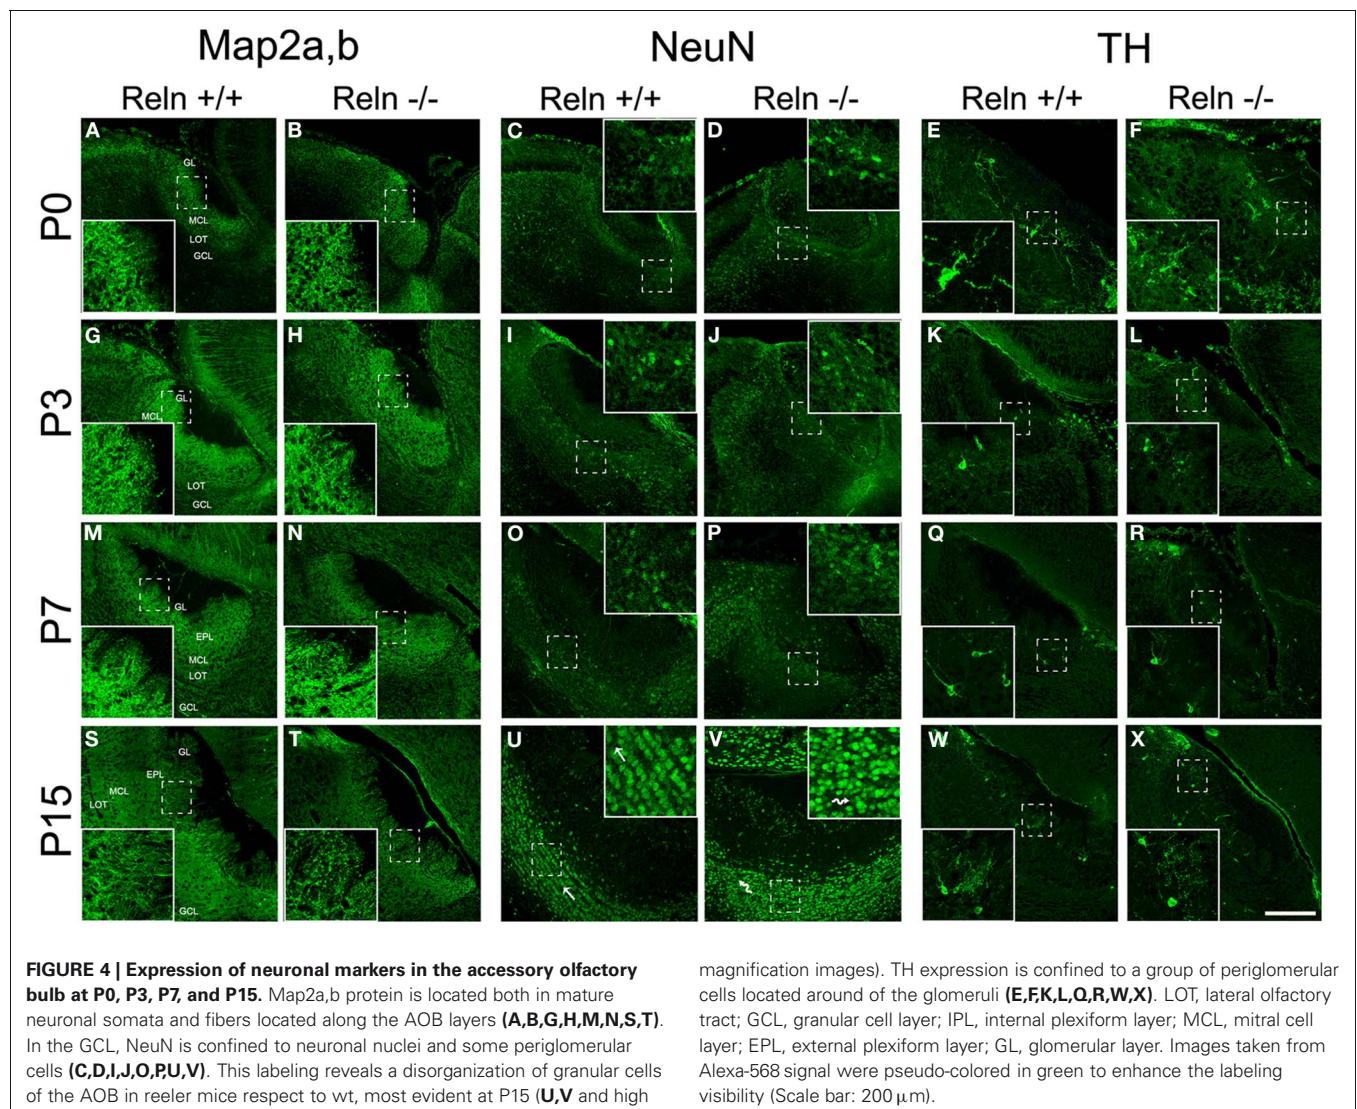 Map2a,b NeuN TH
Reln +/+ Reln -/- Reln +/+ Reln -/- Reln +/+ Reln -/-
P0
A B C D E F
GL
MCL
LOT
GCL
P3
G H I J K L
GL
MCL
LOT
GCL
P7
M N O P Q R
GL
EPL
MCL
LOT
GCL
P15
S T U V W X
GL
EPL
MCL
LOT
GCL
FIGURE 4 | Expression of neuronal markers in the accessory olfactory
bulb at P0, P3, P7, and P15. Map2a,b protein is located both in mature
neuronal somata and fibers located along the AOB layers (A,B,G,H,M,N,S,T).
In the GCL, NeuN is confined to neuronal nuclei and some periglomerular
cells (C,D,I,J,O,P,U,V). This labeling reveals a disorganization of granular cells
of the AOB in reeler mice respect to wt, most evident at P15 (U,V and high
magnification images). TH expression is confined to a group of periglomerular
cells located around of the glomeruli (E,F,K,L,Q,R,W,X). LOT, lateral olfactory
tract; GCL, granular cell layer; IPL, internal plexiform layer; MCL, mitral cell
layer; EPL, external plexiform layer; GL, glomerular layer. Images taken from
Alexa-568 signal were pseudo-colored in green to enhance the labeling
visibility (Scale bar: 200 µm).